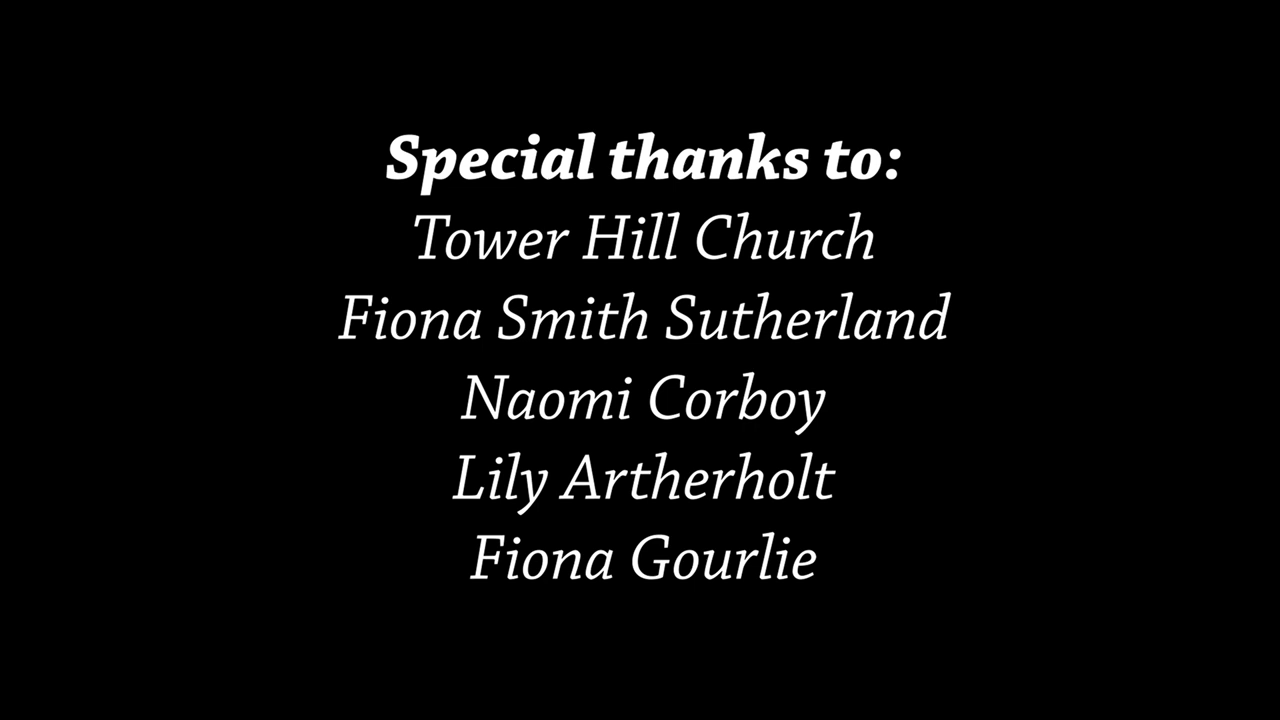 Special thanks to:
Tower Hill Church
Fiona Smith Sutherland
Naomi Corboy
Lily Artherholt
Fiona Gourlie